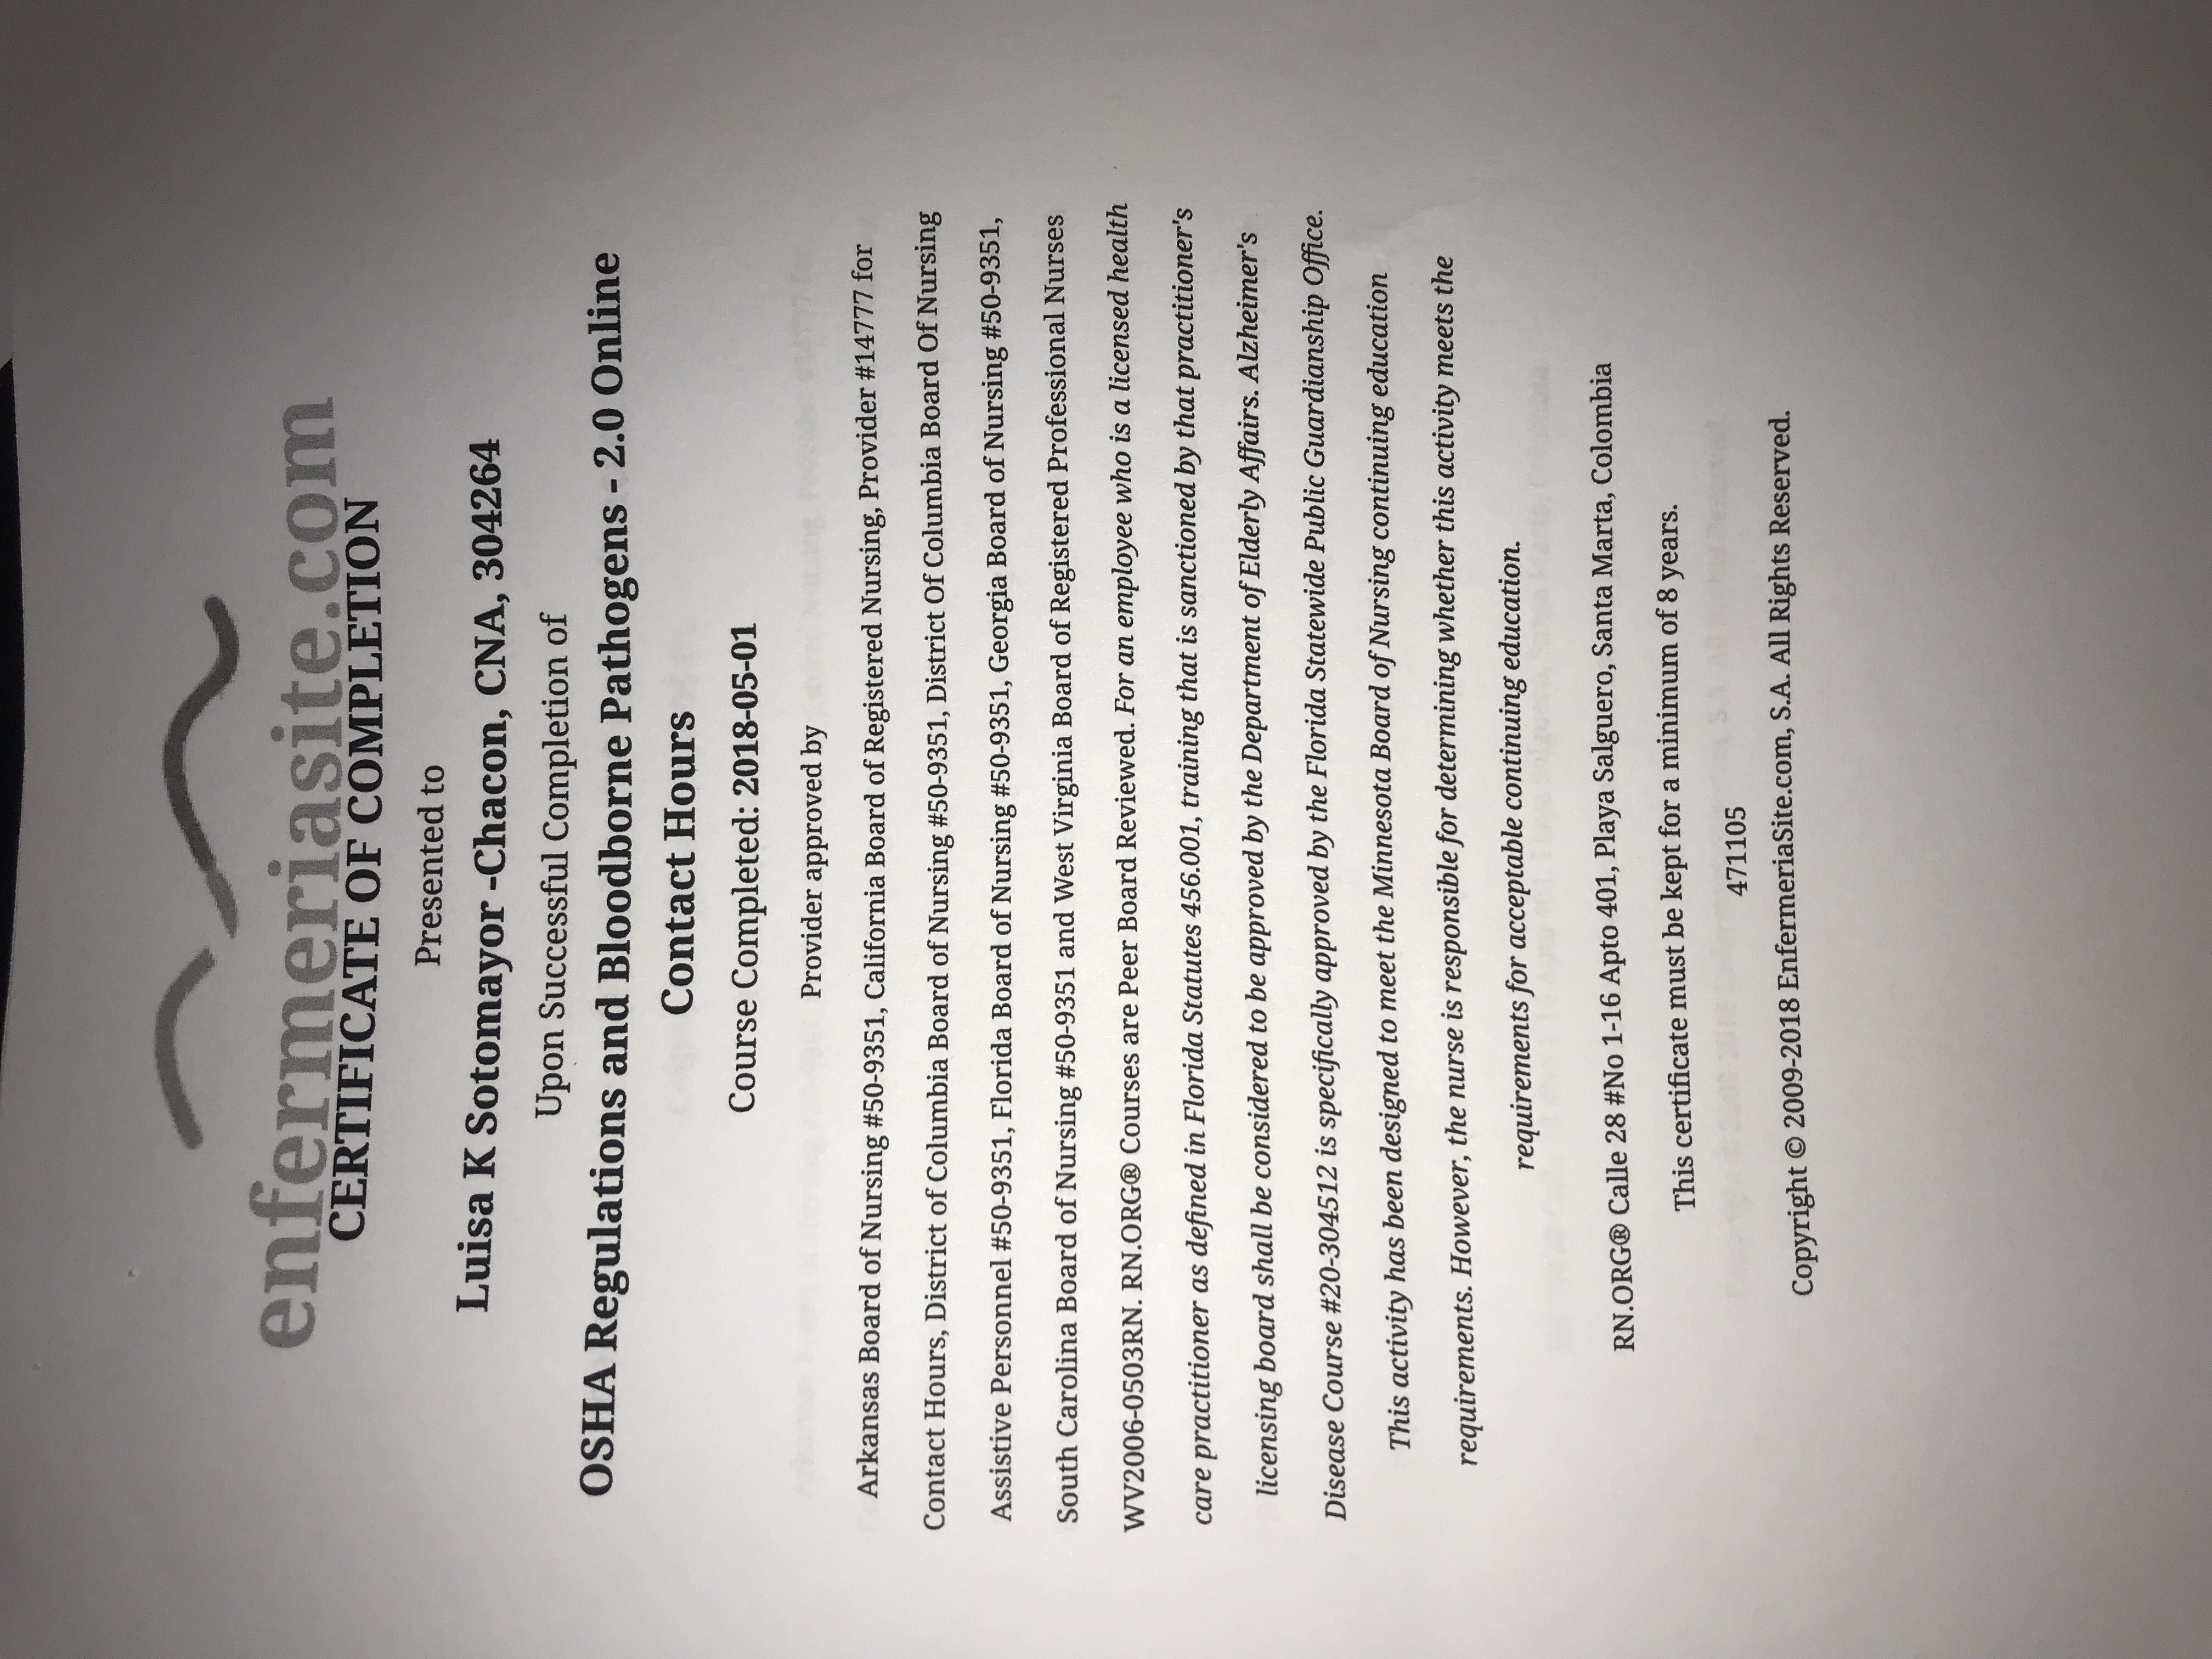 enfermeriasite.com
CERTIFICATE OF COMPLETION
Presented to
Luisa K Sotomayor -Chacon, CNA, 304264
Upon Successful Completion of
OSHA Regulations and Bloodborne Pathogens - 2.0 Online
Contact Hours
Course Completed: 2018-05-01
Provider approved by
Arkansas Board of Nursing #50-9351, California Board of Registered Nursing, Provider #14777 for
Contact Hours, District of Columbia Board of Nursing #50-9351, District Of Columbia Board Of Nursing
Assistive Personnel #50-9351, Florida Board of Nursing #50-9351, Georgia Board of Nursing #50-9351,
South Carolina Board of Nursing #50-9351 and West Virginia Board of Registered Professional Nurses
WV2006-0503RN. RN.ORG® Courses are Peer Board Reviewed. For an employee who is a licensed health
care practitioner as defined in Florida Statutes 456.001, training that is sanctioned by that practitioner's
licensing board shall be considered to be approved by the Department of Elderly Affairs. Alzheimer's
Disease Course #20-304512 is specifically approved by the Florida Statewide Public Guardianship Office.
This activity has been designed to meet the Minnesota Board of Nursing continuing education
requirements. However, the nurse is responsible for determining whether this activity meets the
requirements for acceptable continuing education.
RN.ORG® Calle 28 #No 1-16 Apto 401, Playa Salguero, Santa Marta, Colombia
This certificate must be kept for a minimum of 8 years.
471105
Copyright © 2009-2018 EnfermeriaSite.com, S.A. All Rights Reserved.